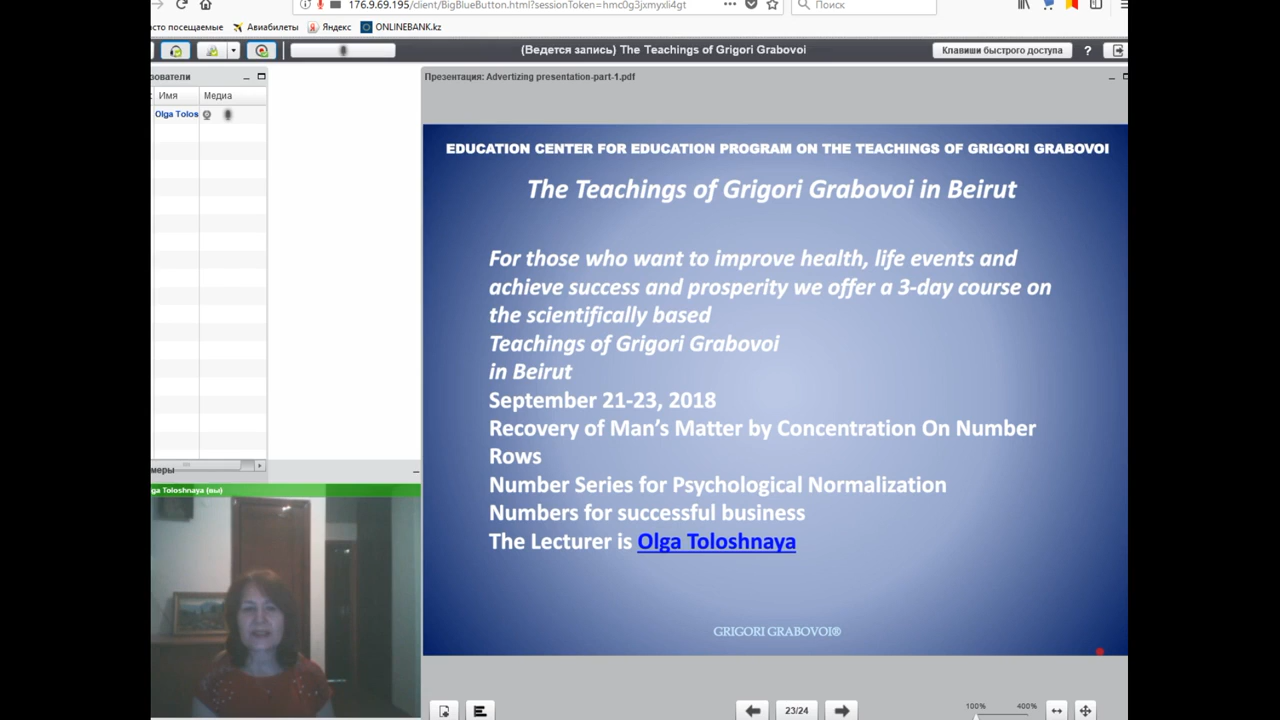 176.9.69.195/client/BigBlueButton.html?sessionToken=hmc0g3jxmyxli4gt
Поиск
асто посещаемые Авиабилеты Яндекс ONLINEBANK.kz
(Ведется запись) The Teachings of Grigori Grabovoi
Клавиши быстрого доступа ?
зователи
Презентация: Advertizing presentation-part-1.pdf
Имя Медиа
Olga Tolos
EDUCATION CENTER FOR EDUCATION PROGRAM ON THE TEACHINGS OF GRIGORI GRABOVOI
The Teachings of Grigori Grabovoi in Beirut
For those who want to improve health, life events and
achieve success and prosperity we offer a 3-day course on
the scientifically based
Teachings of Grigori Grabovoi
in Beirut
September 21-23, 2018
Recovery of Man’s Matter by Concentration On Number
Rows
Number Series for Psychological Normalization
Numbers for successful business
The Lecturer is Olga Toloshnaya
GRIGORI GRABOVOI®
меры
ga Toloshnaya (вы)
23/24
100% 400%